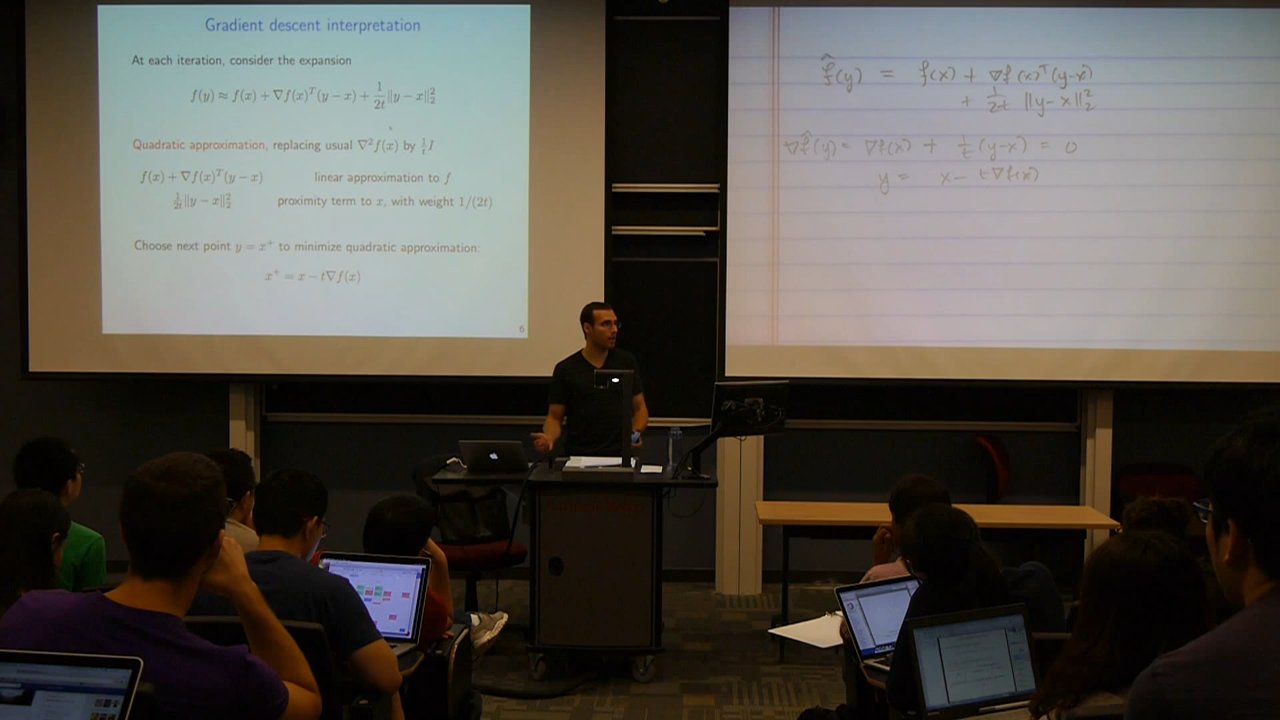 Gradient descent interpretation
At each iteration, consider the expansion
f(y) ≈ f(x) + ∇f(x)^T(y − x) + 1/2t ‖y − x‖₂²
Quadratic approximation, replacing usual ∇²f(x) by 1/t I
f(x) + ∇f(x)^T(y − x) linear approximation to f
1/2t ‖y − x‖₂² proximity term to x, with weight 1/(2t)
Choose next point y = x⁺ to minimize quadratic approximation:
x⁺ = x − t∇f(x)
6
f̂(y) = f(x) + ∇f(x)^T(y-x)
+ 1/2t ‖y-x‖₂²
∇f̂(y) = ∇f(x) + 1/t (y-x) = 0
y = x - t∇f(x)